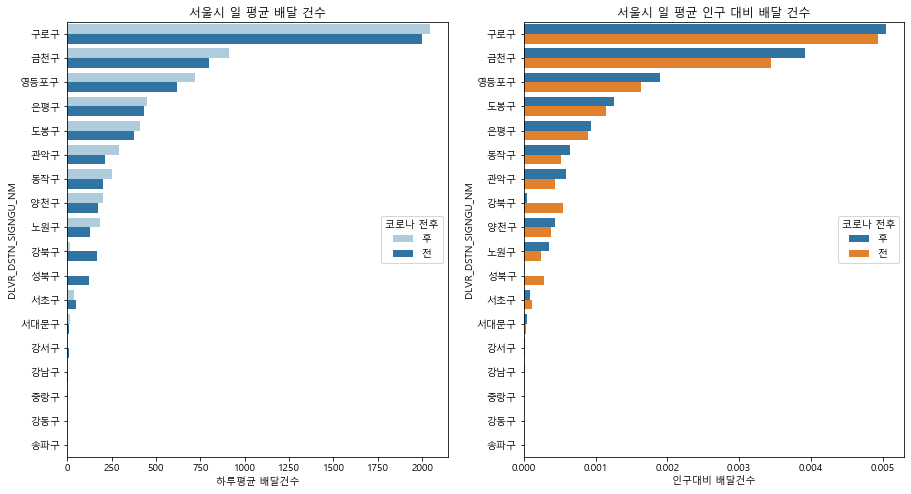 서울시 일 평균 배달 건수
DLVR_DSTN_SIGNGU_NM
구로구
금천구
영등포구
은평구
도봉구
관악구
동작구
양천구
노원구
강북구
성북구
서초구
서대문구
강서구
강남구
중랑구
강동구
송파구
코로나 전후
후
전
0 250 500 750 1000 1250 1500 1750 2000
하루평균 배달건수
서울시 일 평균 인구 대비 배달 건수
DLVR_DSTN_SIGNGU_NM
구로구
금천구
영등포구
도봉구
은평구
동작구
관악구
강북구
양천구
노원구
성북구
서초구
서대문구
강서구
강남구
중랑구
강동구
송파구
코로나 전후
후
전
0.000 0.001 0.002 0.003 0.004 0.005
인구대비 배달건수